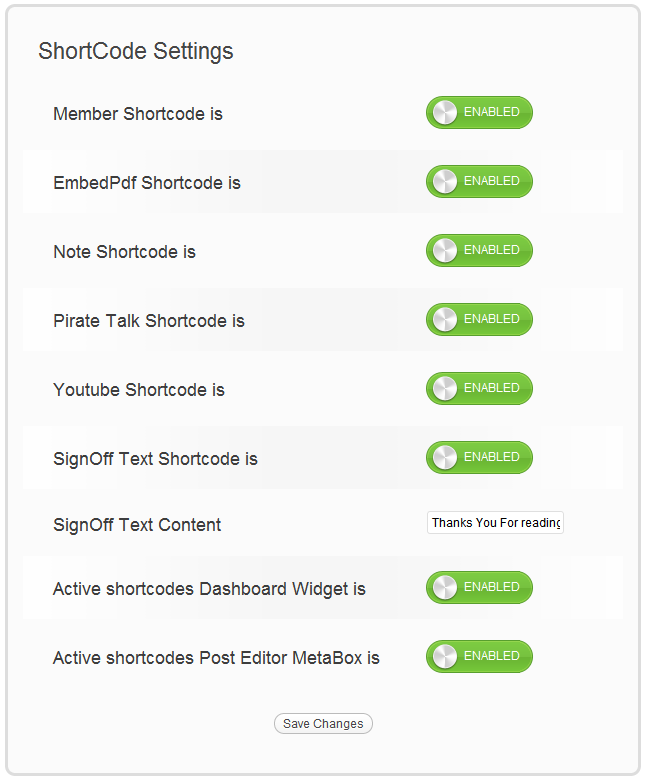 ShortCode Settings
Member Shortcode is ENABLED
EmbedPdf Shortcode is ENABLED
Note Shortcode is ENABLED
Pirate Talk Shortcode is ENABLED
Youtube Shortcode is ENABLED
SignOff Text Shortcode is ENABLED
SignOff Text Content Thanks You For reading
Active shortcodes Dashboard Widget is ENABLED
Active shortcodes Post Editor MetaBox is ENABLED
Save Changes